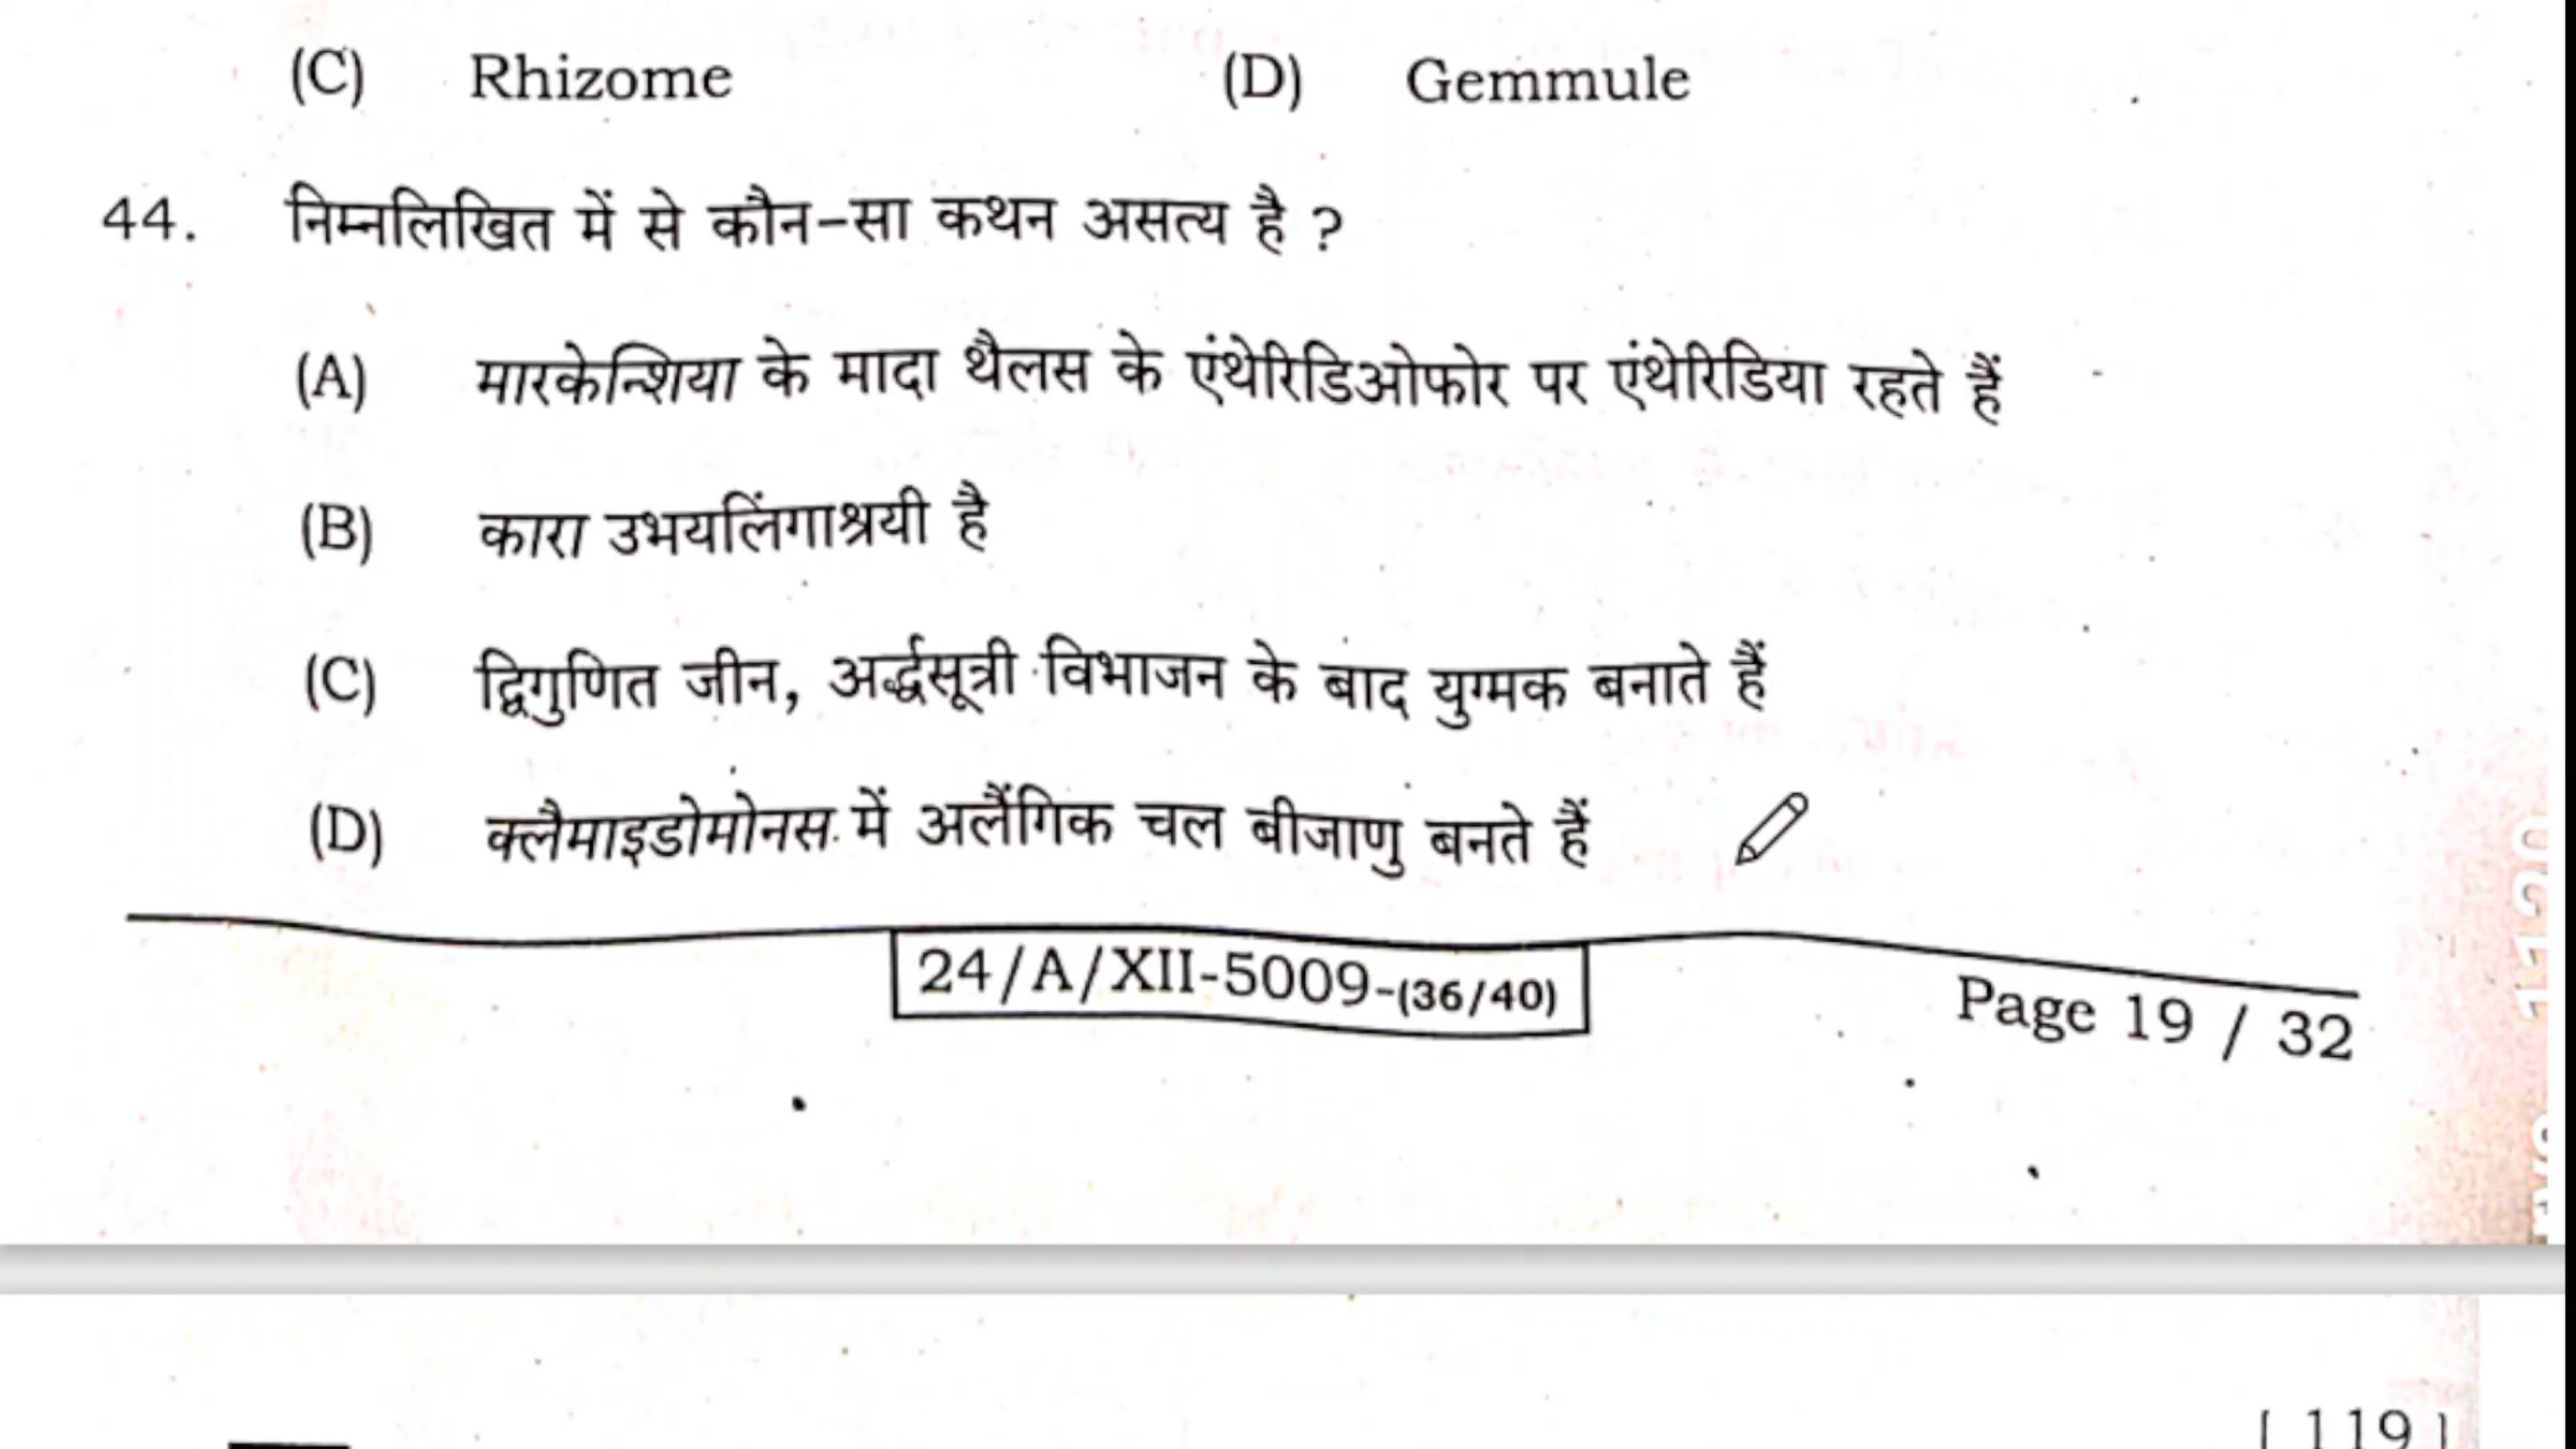 (C) Rhizome (D) Gemmule
44. निम्नलिखित में से कौन-सा कथन असत्य है ?
(A) मारकेन्शिया के मादा थैलस के एंथेरिडिओफोर पर एंथेरिडिया रहते हैं
(B) कारा उभयलिंगाश्रयी है
(C) द्विगुणित जीन, अर्द्धसूत्री विभाजन के बाद युग्मक बनाते हैं
(D) क्लैमाइडोमोनस में अलैंगिक चल बीजाणु बनते हैं
24/A/XII-5009-(36/40)
Page 19 / 32
[ 119 ]